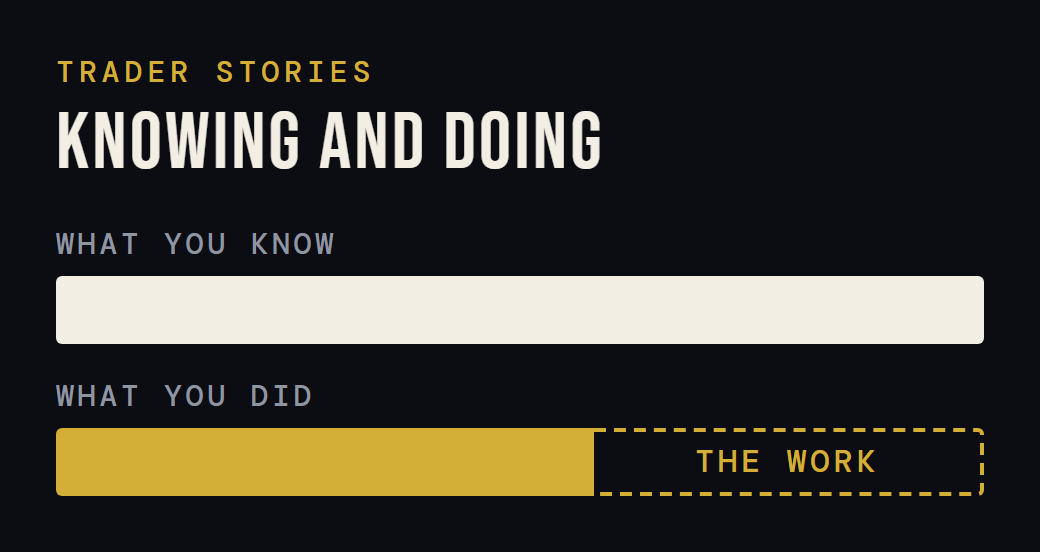 TRADER STORIES
KNOWING AND DOING
WHAT YOU KNOW
WHAT YOU DID
THE WORK